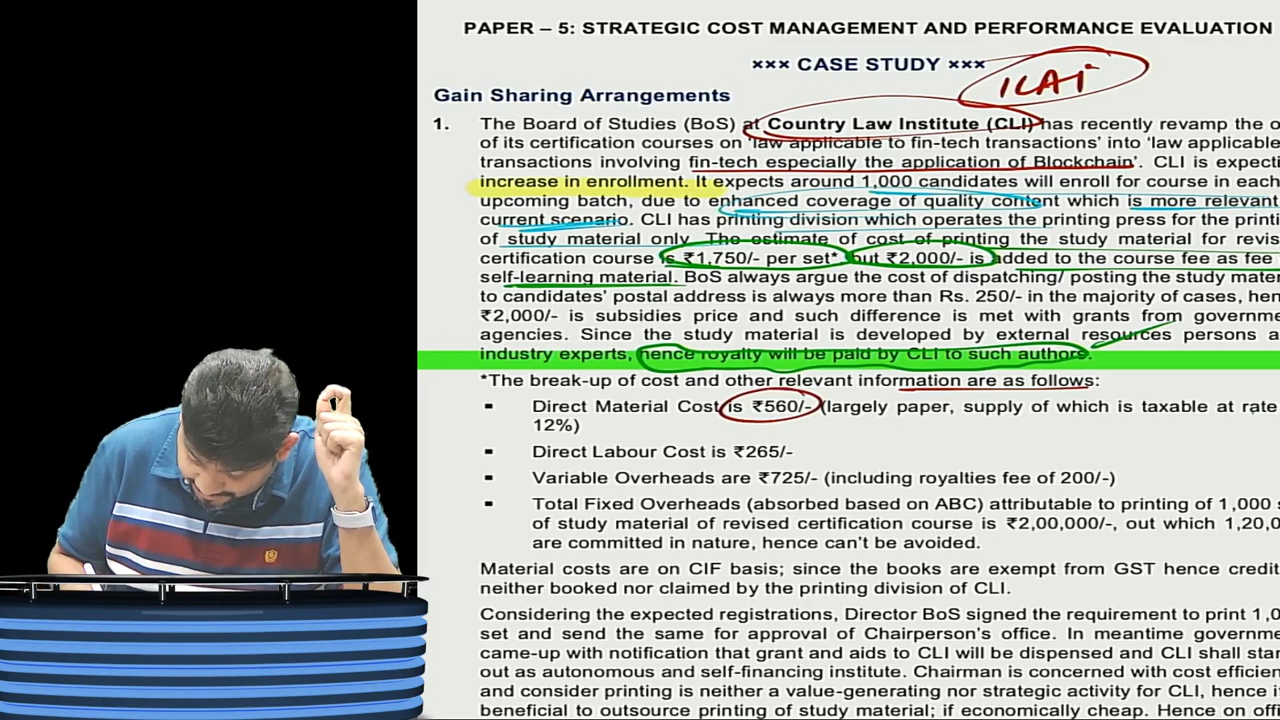 PAPER – 5: STRATEGIC COST MANAGEMENT AND PERFORMANCE EVALUATION
××× CASE STUDY ×××
ICAI
Gain Sharing Arrangements
1. The Board of Studies (BoS) at Country Law Institute (CLI) has recently revamp the o
of its certification courses on 'law applicable to fin-tech transactions' into 'law applicable
transactions involving fin-tech especially the application of Blockchain'. CLI is expecti
increase in enrollment. It expects around 1,000 candidates will enroll for course in each
upcoming batch, due to enhanced coverage of quality content which is more relevant
current scenario. CLI has printing division which operates the printing press for the printi
of study material only. The estimate of cost of printing the study material for revis
certification course is ₹1,750/- per set* but ₹2,000/- is added to the course fee as fee
self-learning material. BoS always argue the cost of dispatching/ posting the study mater
to candidates' postal address is always more than Rs. 250/- in the majority of cases, hen
₹2,000/- is subsidies price and such difference is met with grants from governme
agencies. Since the study material is developed by external resources persons a
industry experts, hence royalty will be paid by CLI to such authors.
*The break-up of cost and other relevant information are as follows:
▪ Direct Material Cost is ₹560/- (largely paper, supply of which is taxable at rate
12%)
▪ Direct Labour Cost is ₹265/-
▪ Variable Overheads are ₹725/- (including royalties fee of 200/-)
▪ Total Fixed Overheads (absorbed based on ABC) attributable to printing of 1,000 s
of study material of revised certification course is ₹2,00,000/-, out which 1,20,0
are committed in nature, hence can't be avoided.
Material costs are on CIF basis; since the books are exempt from GST hence credit
neither booked nor claimed by the printing division of CLI.
Considering the expected registrations, Director BoS signed the requirement to print 1,0
set and send the same for approval of Chairperson's office. In meantime governme
came-up with notification that grant and aids to CLI will be dispensed and CLI shall star
out as autonomous and self-financing institute. Chairman is concerned with cost efficien
and consider printing is neither a value-generating nor strategic activity for CLI, hence i
beneficial to outsource printing of study material; if economically cheap. Hence on offi